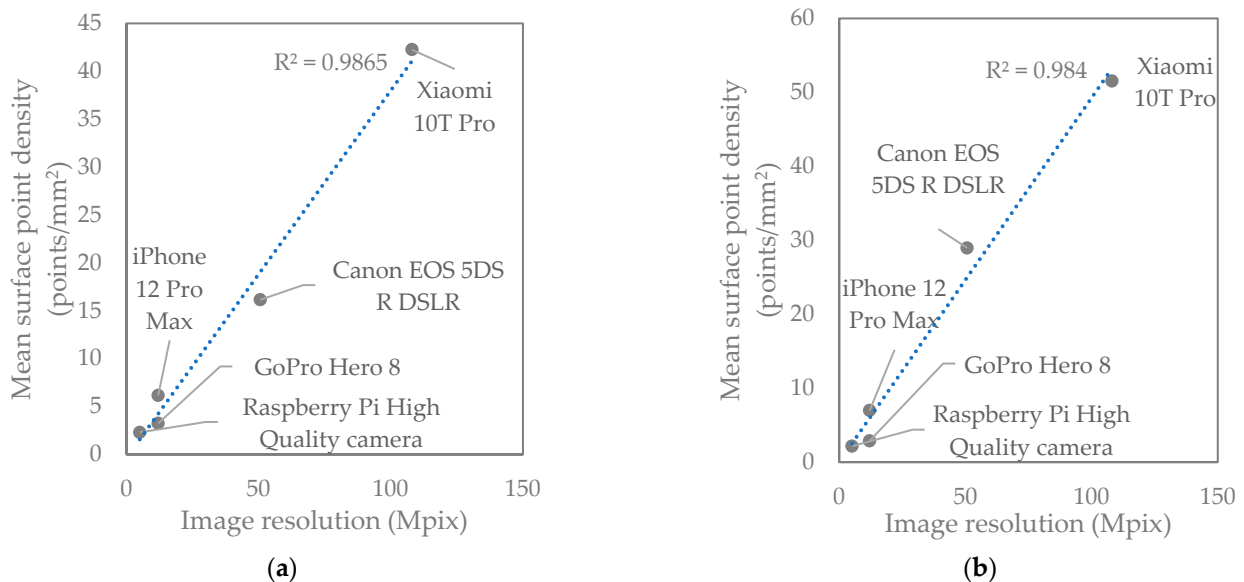 Mean surface point density
(points/mm²)
45
40
35
30
25
20
15
10
5
0
R² = 0.9865
Xiaomi
10T Pro
iPhone
12 Pro
Max
Canon EOS 5DS
R DSLR
GoPro Hero 8
Raspberry Pi High
Quality camera
0 50 100 150
Image resolution (Mpix)
(a)
Mean surface point density
(points/mm²)
60
50
40
30
20
10
0
R² = 0.984
Xiaomi
10T Pro
Canon EOS
5DS R DSLR
iPhone 12
Pro Max
GoPro Hero 8
Raspberry Pi High
Quality camera
0 50 100 150
Image resolution (Mpix)
(b)